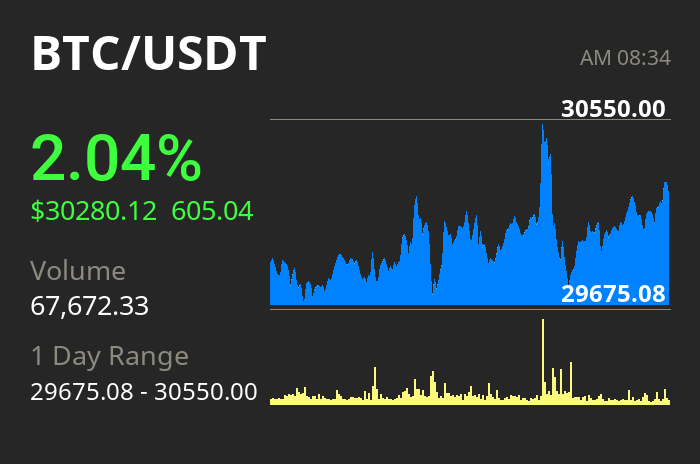 BTC/USDT
AM 08:34
30550.00
2.04%
$30280.12 605.04
Volume
67,672.33
29675.08
1 Day Range
29675.08 - 30550.00